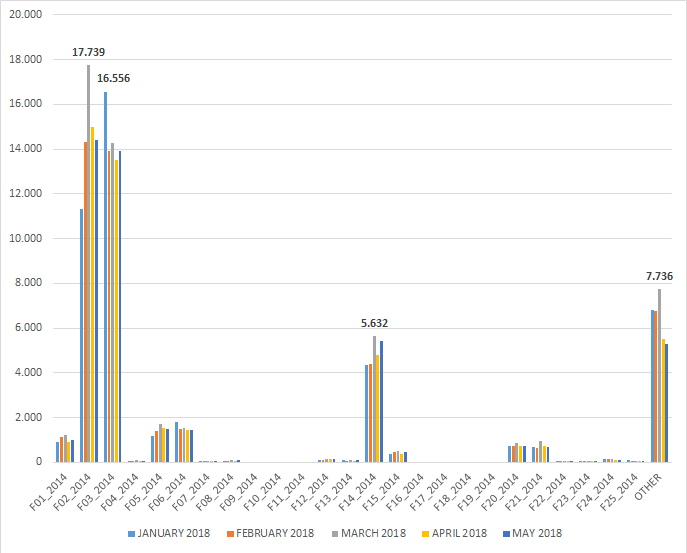 20.000
18.000
16.000
14.000
12.000
10.000
8.000
6.000
4.000
2.000
0
17.739
16.556
5.632
7.736
F01_2014
F02_2014
F03_2014
F04_2014
F05_2014
F06_2014
F07_2014
F08_2014
F09_2014
F10_2014
F11_2014
F12_2014
F13_2014
F14_2014
F15_2014
F16_2014
F17_2014
F18_2014
F19_2014
F20_2014
F21_2014
F22_2014
F23_2014
F24_2014
F25_2014
OTHER
JANUARY 2018 FEBRUARY 2018 MARCH 2018 APRIL 2018 MAY 2018